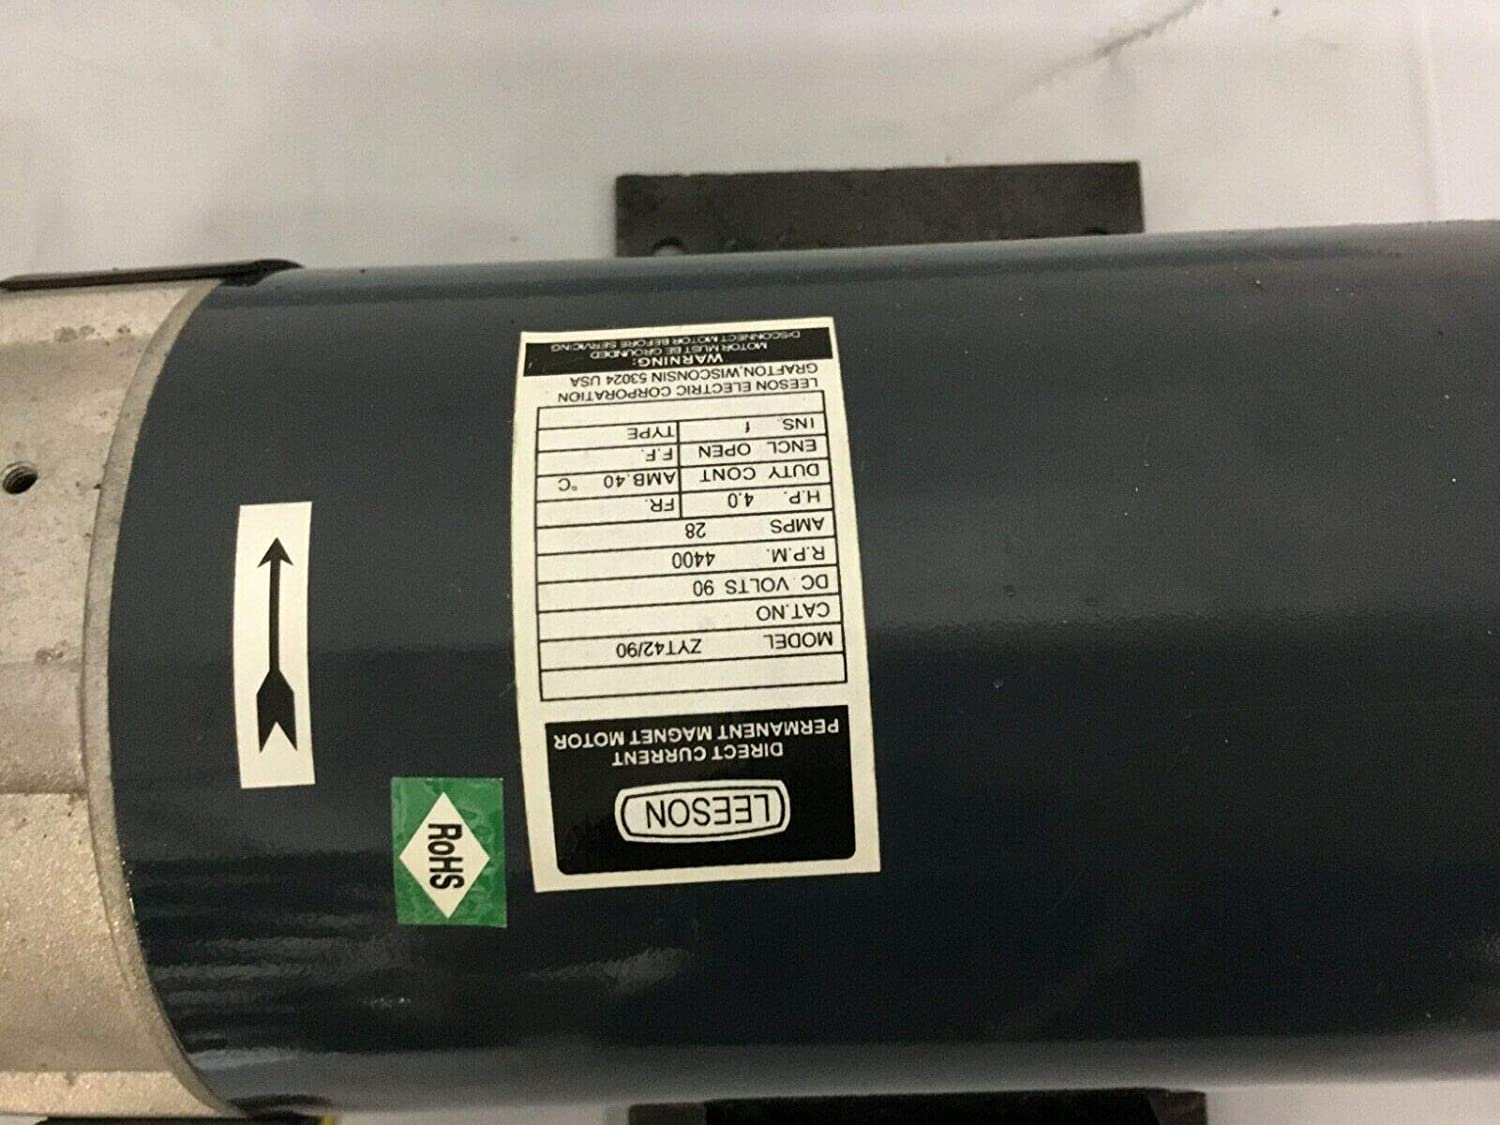 LEESON
DIRECT CURRENT
PERMANENT MAGNET MOTOR
MODEL ZYT42/90
CAT.NO
DC VOLTS 90
R.P.M. 4400
AMPS 28
H.P. 4.0 FR.
DUTY CONT AMB.40 °C
ENCL OPEN F.F.
INS. f TYPE
LEESON ELECTRIC CORPORATION
GRAFTON,WISCONSIN 53024 USA
WARNING:
MOTOR MUST BE GROUNDED
DISCONNECT MOTOR BEFORE SERVICING
RoHS